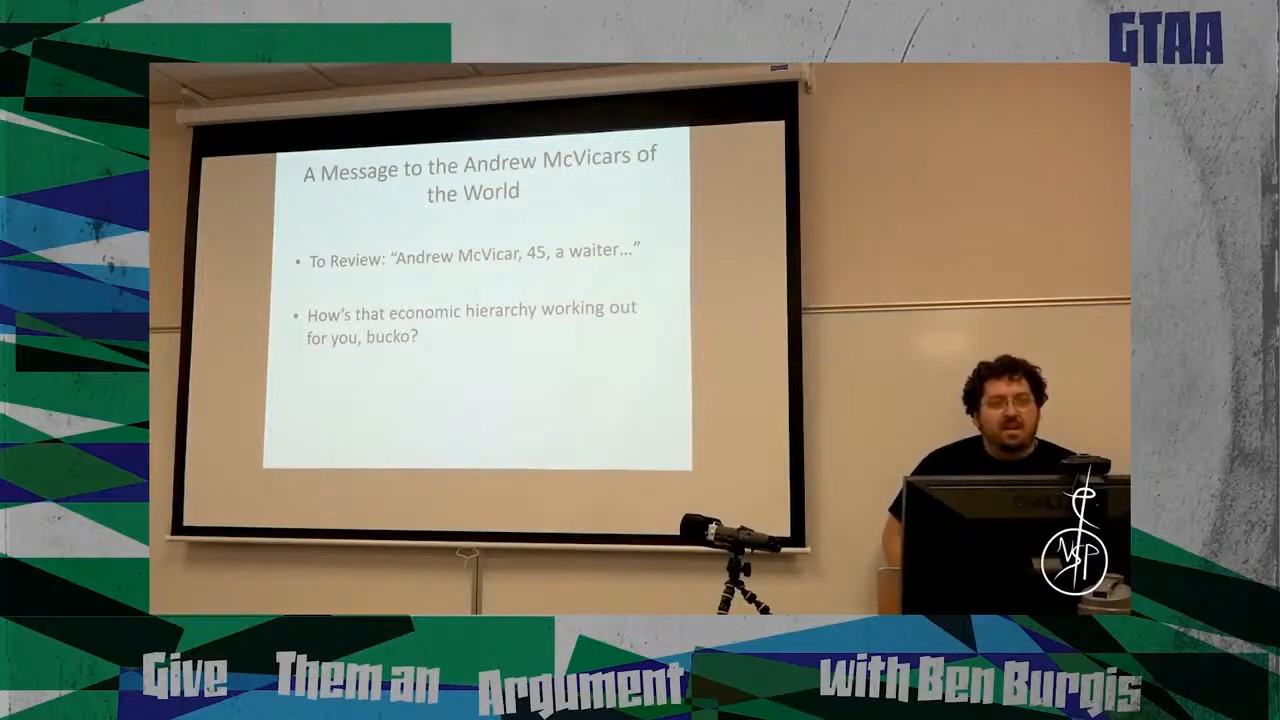 GTAA
A Message to the Andrew McVicars of
the World
• To Review: “Andrew McVicar, 45, a waiter…”
• How’s that economic hierarchy working out
for you, bucko?
NSP
Give Them an Argument With Ben Burgis